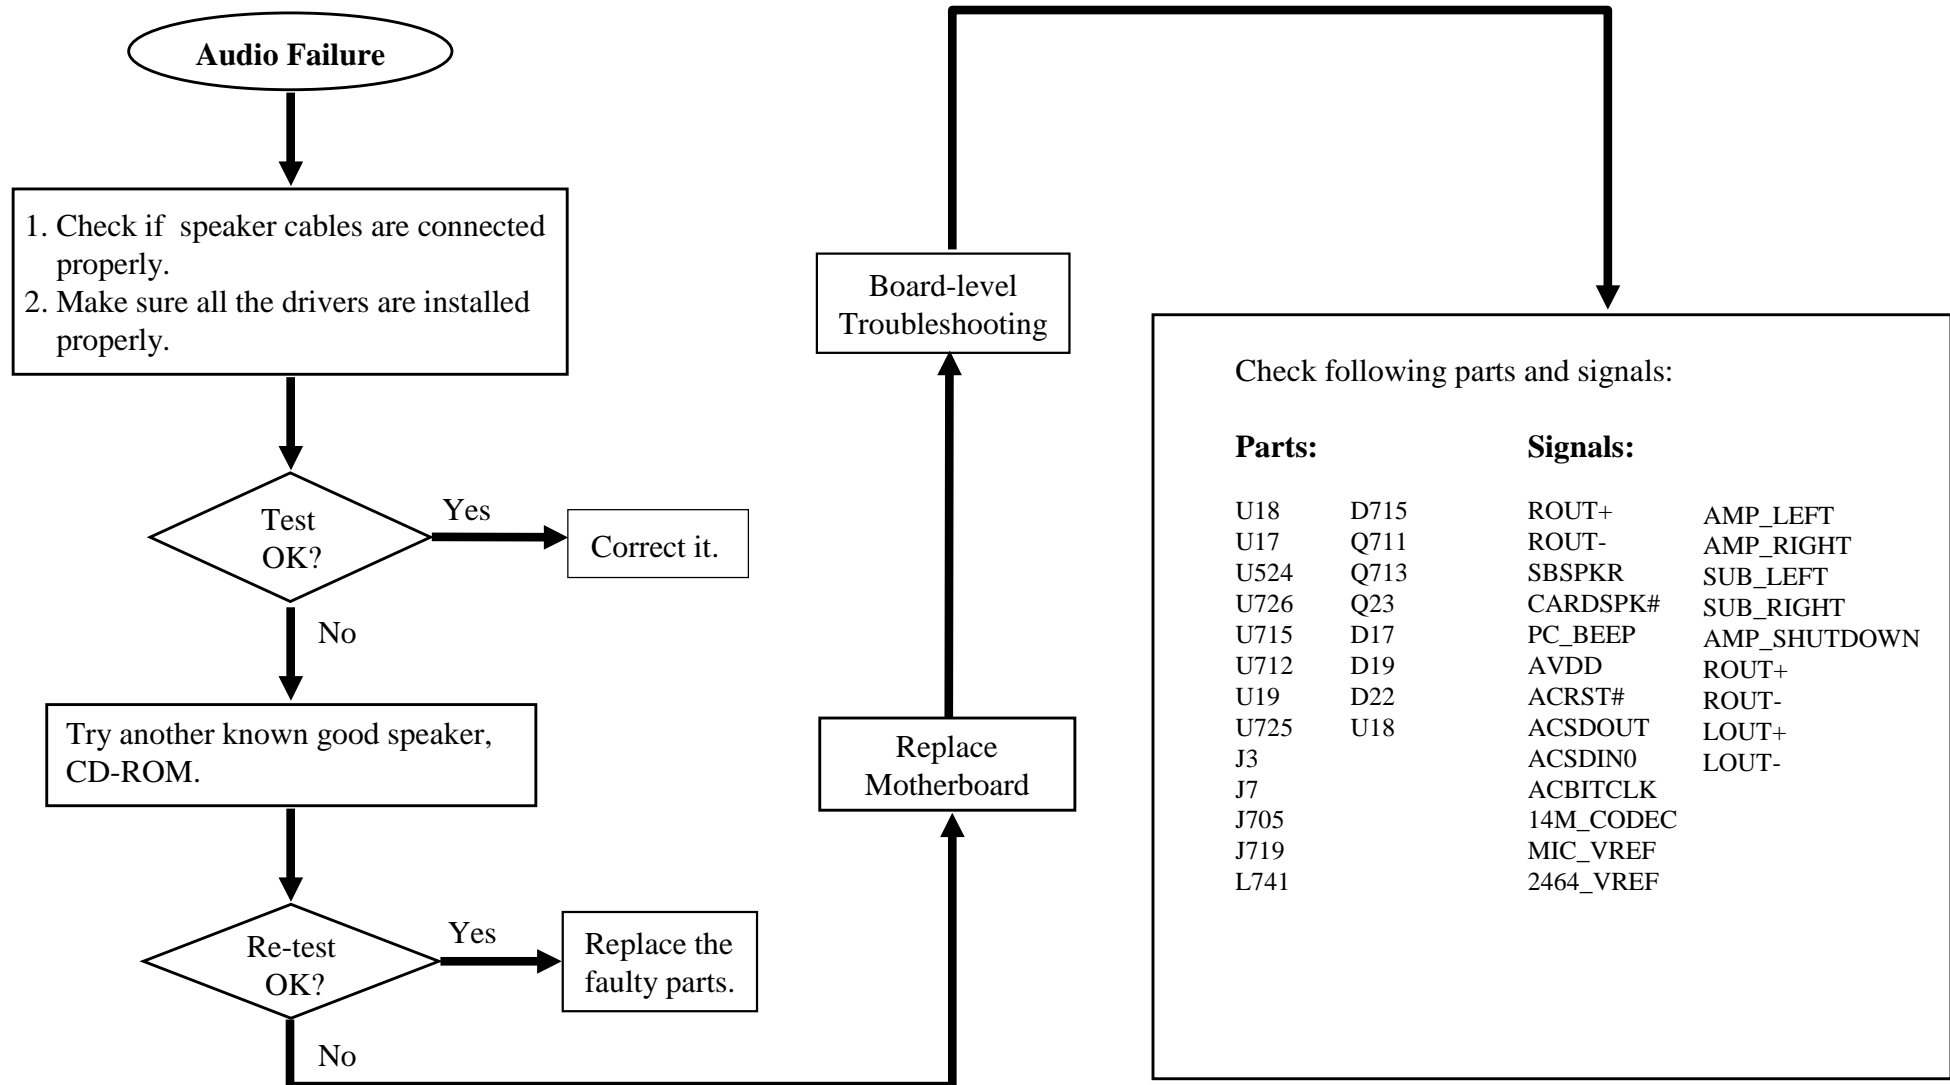 Audio Failure
1. Check if speaker cables are connected
properly.
2. Make sure all the drivers are installed
properly.
Test
OK?
Yes
Correct it.
No
Try another known good speaker,
CD-ROM.
Re-test
OK?
Yes
Replace the
faulty parts.
No
Replace
Motherboard
Board-level
Troubleshooting
Check following parts and signals:
Parts:
U18
U17
U524
U726
U715
U712
U19
U725
J3
J7
J705
J719
L741
D715
Q711
Q713
Q23
D17
D19
D22
U18
Signals:
ROUT+
ROUT-
SBSPKR
CARDSPK#
PC_BEEP
AVDD
ACRST#
ACSDOUT
ACSDIN0
ACBITCLK
14M_CODEC
MIC_VREF
2464_VREF
AMP_LEFT
AMP_RIGHT
SUB_LEFT
SUB_RIGHT
AMP_SHUTDOWN
ROUT+
ROUT-
LOUT+
LOUT-